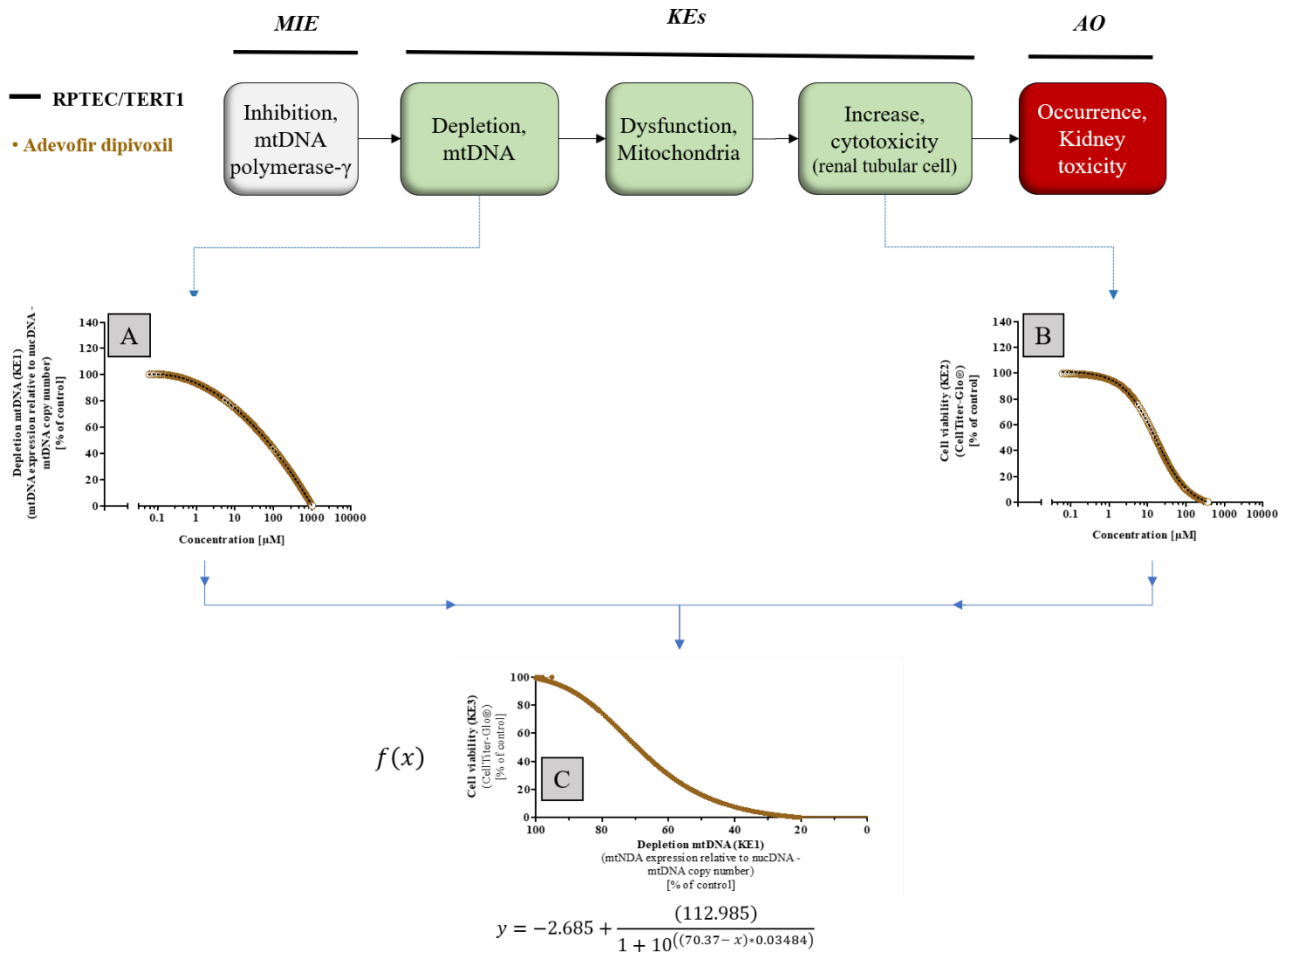 MIE
KEs
AO
RPTEC/TERT1
• Adevofir dipivoxil
Inhibition,
mtDNA
polymerase-γ
Depletion,
mtDNA
Dysfunction,
Mitochondria
Increase,
cytotoxicity
(renal tubular cell)
Occurrence,
Kidney
toxicity
A
Depletion mtDNA (KE1)
(mtDNA expression relative to nucDNA -
mtDNA copy number)
[% of control]
140
120
100
80
60
40
20
0
0.1 1 10 100 1000 10000
Concentration [µM]
B
Cell viability (KE2)
(CellTiter-Glo®)
[% of control]
140
120
100
80
60
40
20
0
0.1 1 10 100 1000 10000
Concentration [µM]
f(x)
C
Cell viability (KE3)
(CellTiter-Glo®)
[% of control]
100
80
60
40
20
0
100 80 60 40 20 0
Depletion mtDNA (KE1)
(mtNDA expression relative to nucDNA -
mtDNA copy number)
[% of control]
y = −2.685 + (112.985) / 1 + 10^((70.37− x)*0.03484)